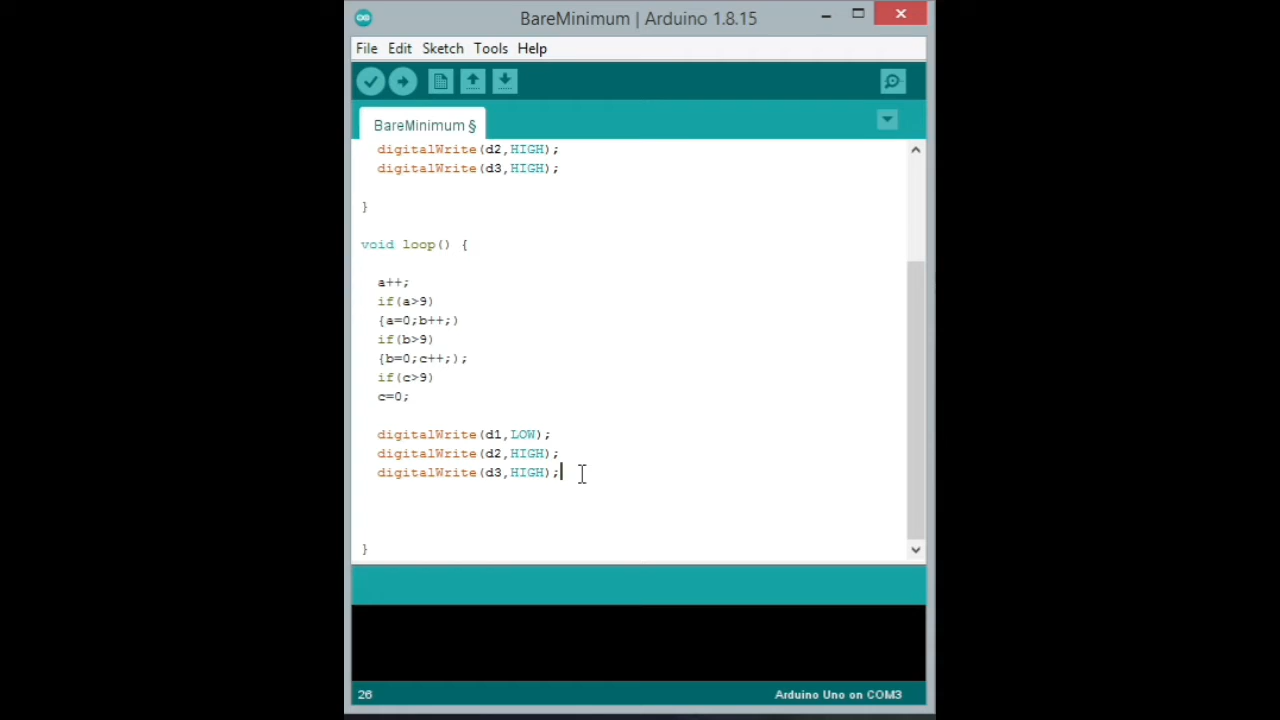 BareMinimum | Arduino 1.8.15
File Edit Sketch Tools Help
BareMinimum §
digitalWrite(d2,HIGH);
digitalWrite(d3,HIGH);
}
void loop() {
a++;
if(a>9)
{a=0;b++;)
if(b>9)
{b=0;c++;);
if(c>9)
c=0;
digitalWrite(d1,LOW);
digitalWrite(d2,HIGH);
digitalWrite(d3,HIGH);
}
26 Arduino Uno on COM3